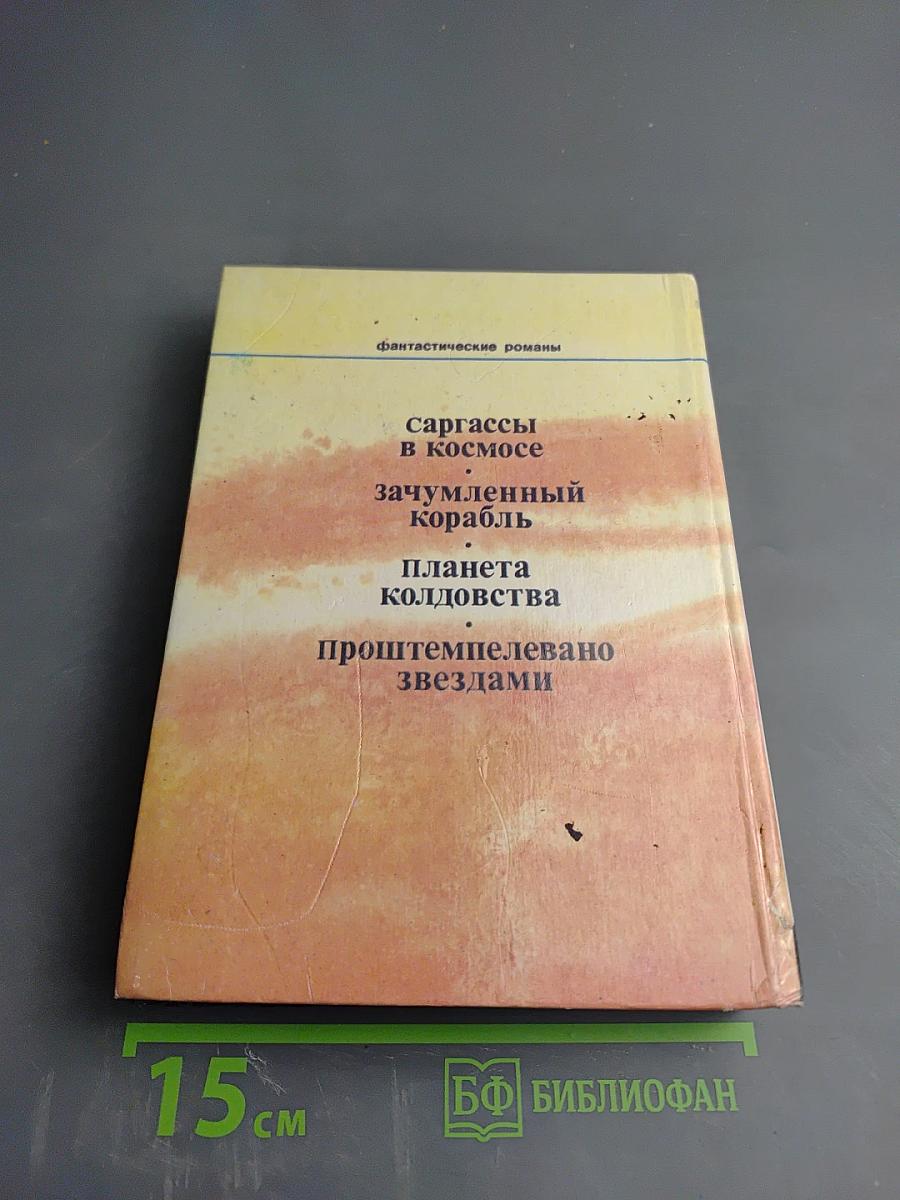 фантастические романы
саргассы
в космосе
•
зачумленный
корабль
•
планета
колдовства
•
проштемпелевано
звездами
15 см
БФ БИБЛИОФАН